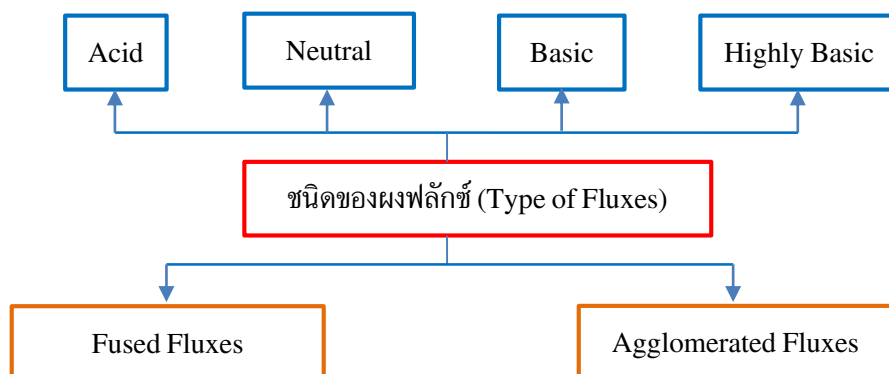 Acid
Neutral
Basic
Highly Basic
ชนิดของผงฟลักซ์ (Type of Fluxes)
Fused Fluxes
Agglomerated Fluxes